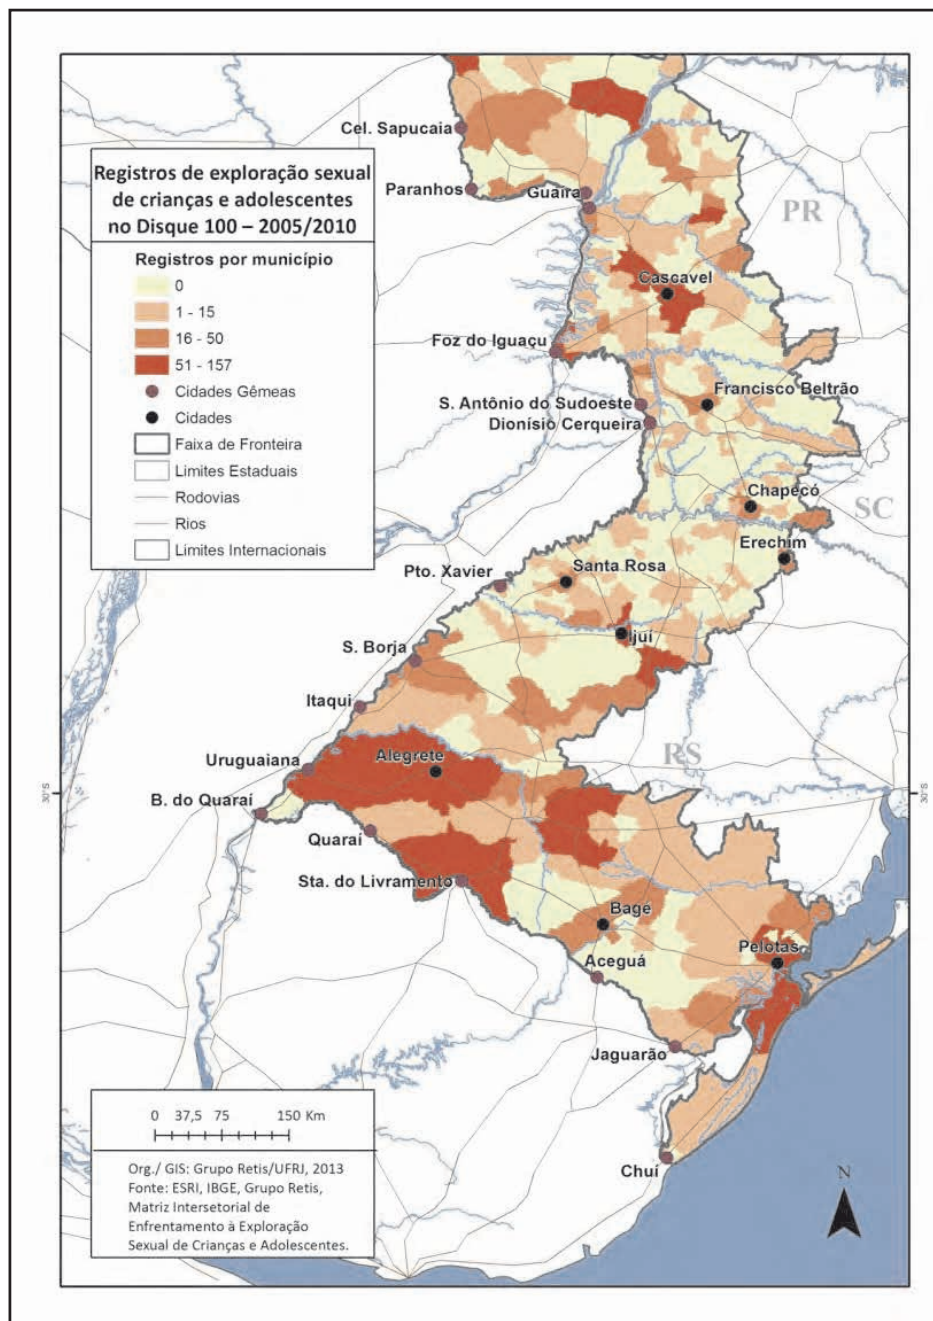 Cel. Sapucaia
Registros de exploração sexual
de crianças e adolescentes
no Disque 100 – 2005/2010
Registros por município
0
1 - 15
16 - 50
51 - 157
Cidades Gêmeas
Cidades
Faixa de Fronteira
Limites Estaduais
Rodovias
Rios
Limites Internacionais
Paranhos
Guaíra
PR
Cascavel
Foz do Iguaçu
Francisco Beltrão
S. Antônio do Sudoeste
Dionísio Cerqueira
Chapecó
SC
Erechim
Pto. Xavier
Santa Rosa
Ijuí
S. Borja
Itaqui
RS
Uruguaiana
Alegrete
30°S
30°S
B. do Quaraí
Quaraí
Sta. do Livramento
Bagé
Pelotas
Aceguá
Jaguarão
Chuí
0 37,5 75 150 Km
Org./ GIS: Grupo Retis/UFRJ, 2013
Fonte: ESRI, IBGE, Grupo Retis,
Matriz Intersetorial de
Enfrentamento à Exploração
Sexual de Crianças e Adolescentes.
N